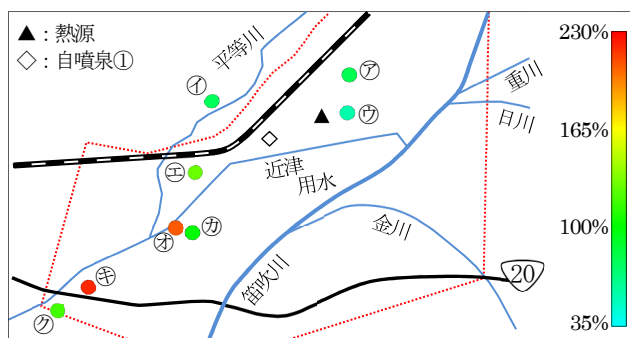 ▲：熱源
◇：自噴泉①
平等川
㋐
㋑
㋒
重川
日川
㋓
近津
用水
㋔
㋕
金川
笛吹川
㋖
㋗
20
230%
165%
100%
35%